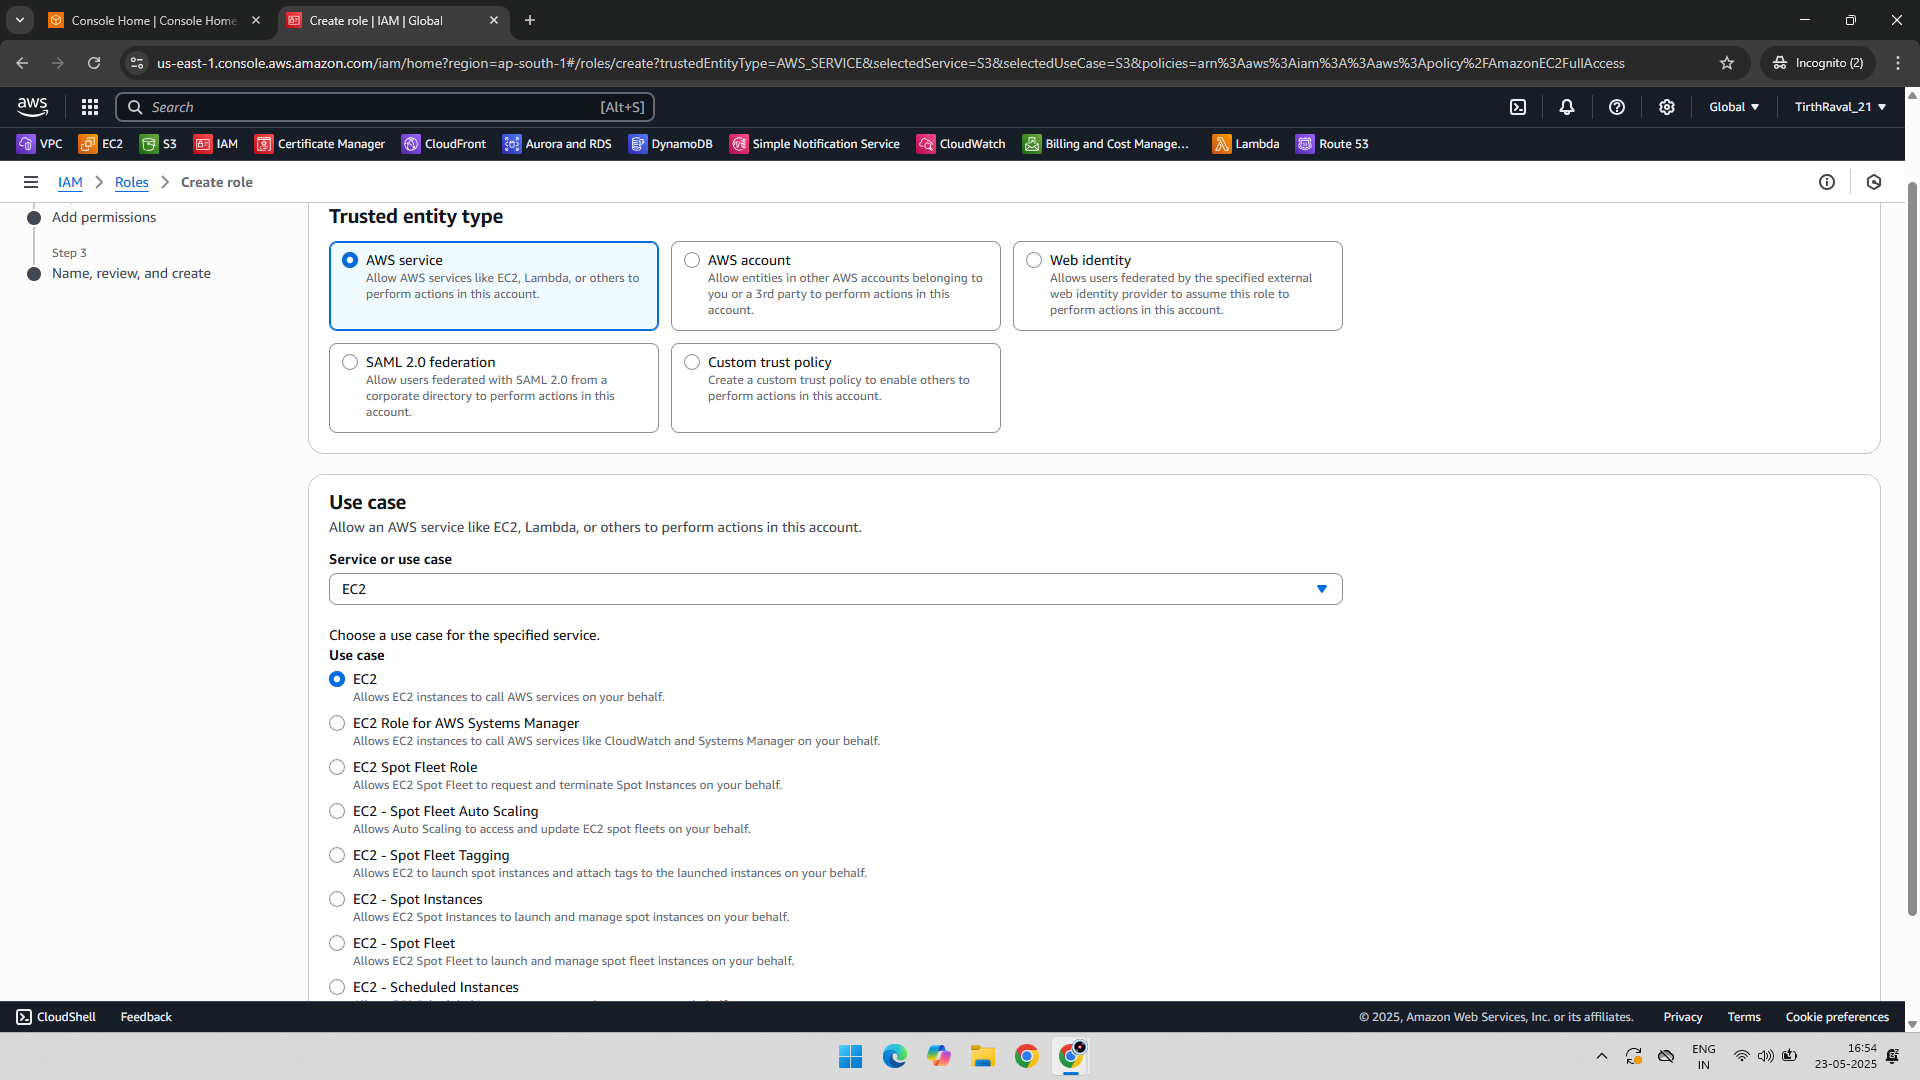 Console Home | Console Home
Create role | IAM | Global
us-east-1.console.aws.amazon.com/iam/home?region=ap-south-1#/roles/create?trustedEntityType=AWS_SERVICE&selectedService=S3&selectedUseCase=S3&policies=arn%3Aaws%3Aiam%3A%3Aaws%3Apolicy%2FAmazonEC2FullAccess
Incognito (2)
aws
Search
[Alt+S]
Global
TirthRaval_21
VPC
EC2
S3
IAM
Certificate Manager
CloudFront
Aurora and RDS
DynamoDB
Simple Notification Service
CloudWatch
Billing and Cost Manage...
Lambda
Route 53
IAM
Roles
Create role
Add permissions
Step 3
Name, review, and create
Trusted entity type
AWS service
Allow AWS services like EC2, Lambda, or others to
perform actions in this account.
AWS account
Allow entities in other AWS accounts belonging to
you or a 3rd party to perform actions in this
account.
Web identity
Allows users federated by the specified external
web identity provider to assume this role to
perform actions in this account.
SAML 2.0 federation
Allow users federated with SAML 2.0 from a
corporate directory to perform actions in this
account.
Custom trust policy
Create a custom trust policy to enable others to
perform actions in this account.
Use case
Allow an AWS service like EC2, Lambda, or others to perform actions in this account.
Service or use case
EC2
Choose a use case for the specified service.
Use case
EC2
Allows EC2 instances to call AWS services on your behalf.
EC2 Role for AWS Systems Manager
Allows EC2 instances to call AWS services like CloudWatch and Systems Manager on your behalf.
EC2 Spot Fleet Role
Allows EC2 Spot Fleet to request and terminate Spot Instances on your behalf.
EC2 - Spot Fleet Auto Scaling
Allows Auto Scaling to access and update EC2 spot fleets on your behalf.
EC2 - Spot Fleet Tagging
Allows EC2 to launch spot instances and attach tags to the launched instances on your behalf.
EC2 - Spot Instances
Allows EC2 Spot Instances to launch and manage spot instances on your behalf.
EC2 - Spot Fleet
Allows EC2 Spot Fleet to launch and manage spot fleet instances on your behalf.
EC2 - Scheduled Instances
CloudShell
Feedback
© 2025, Amazon Web Services, Inc. or its affiliates.
Privacy
Terms
Cookie preferences
ENG
IN
16:54
23-05-2025